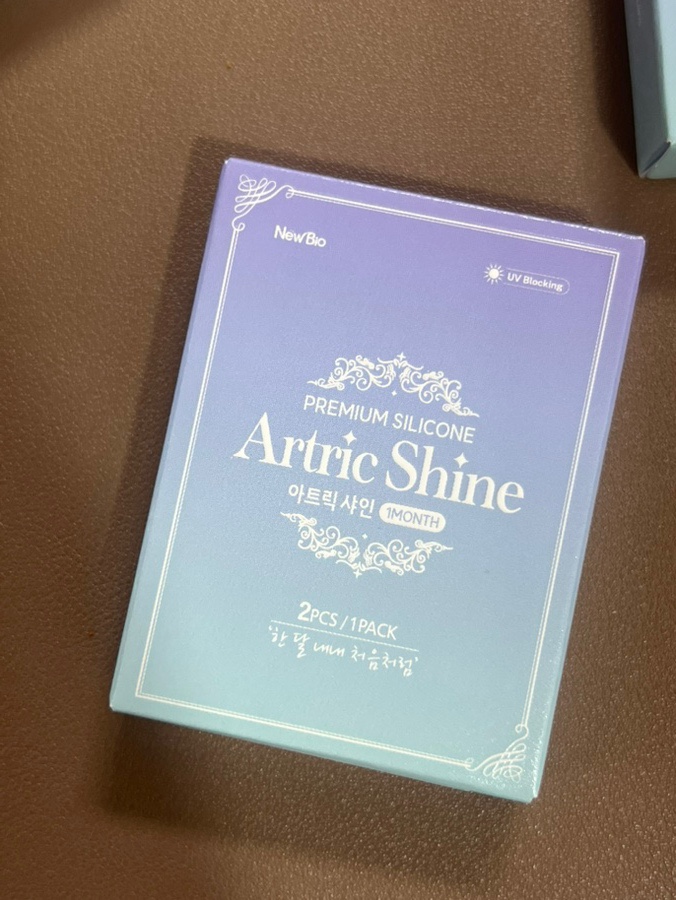 NewBio
UV Blocking
PREMIUM SILICONE
Artric Shine
아트릭 샤인 1MONTH
2PCS / 1PACK
'한 달 내내 처음처럼'